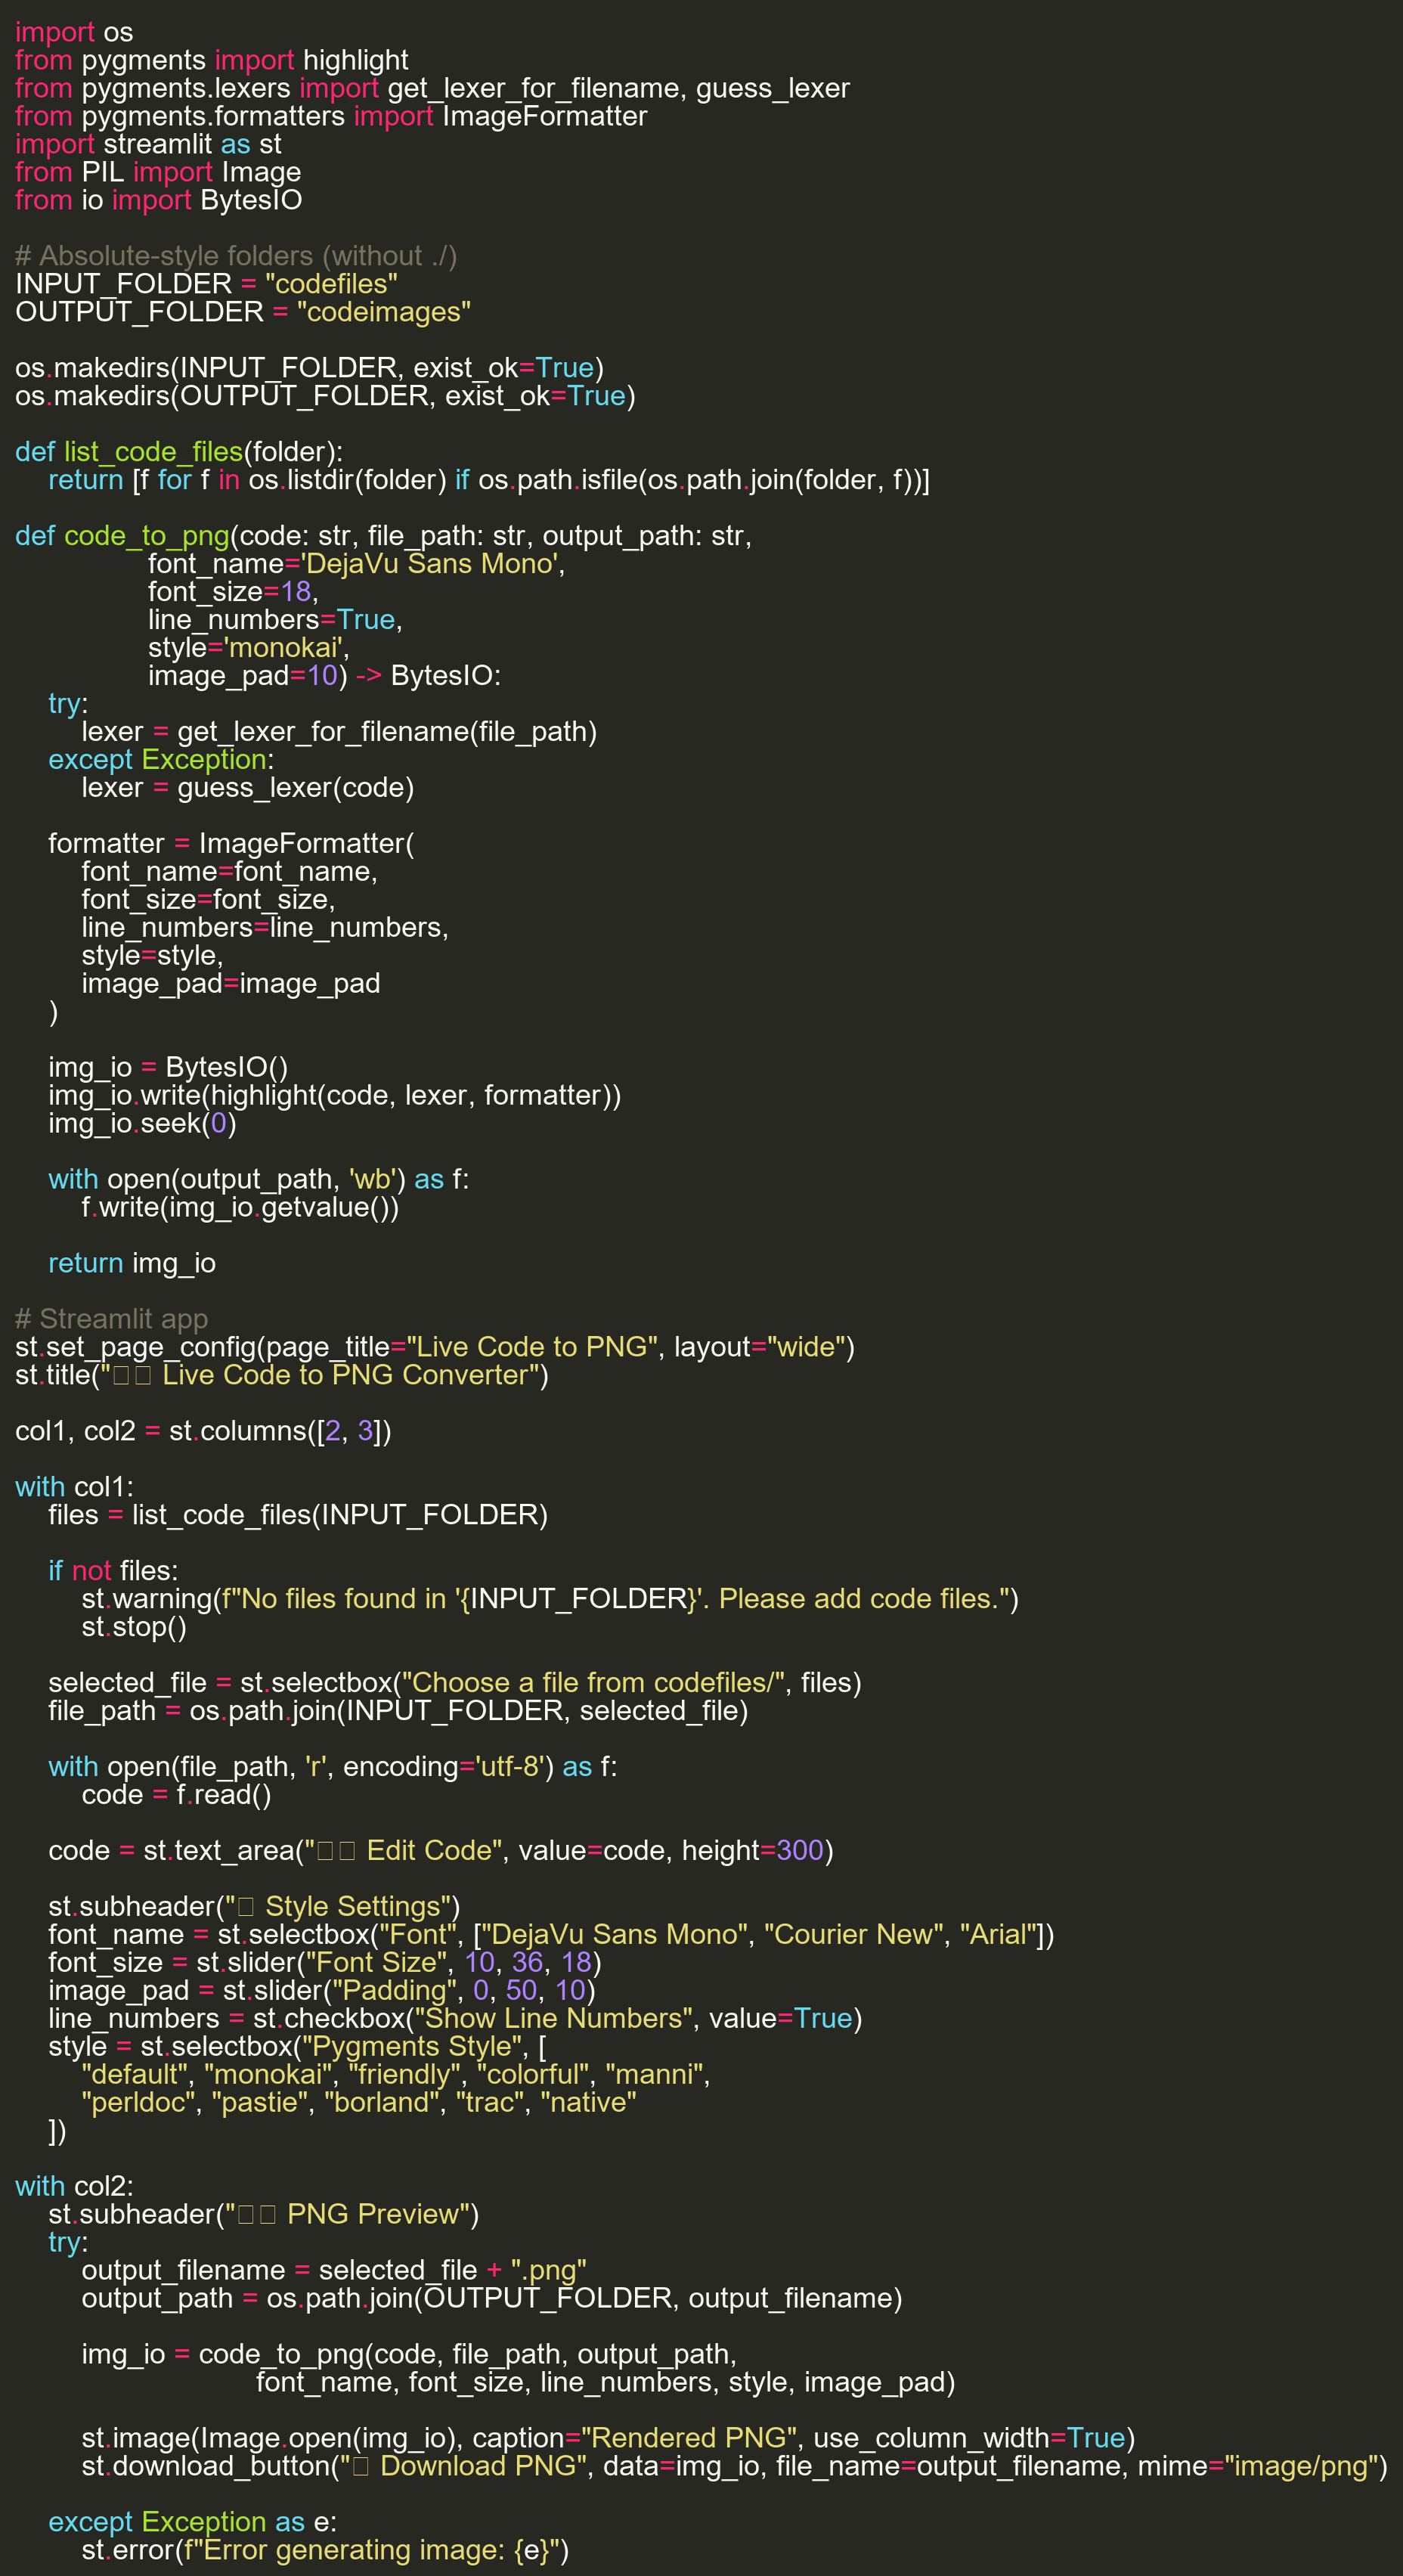 import os
from pygments import highlight
from pygments.lexers import get_lexer_for_filename, guess_lexer
from pygments.formatters import ImageFormatter
import streamlit as st
from PIL import Image
from io import BytesIO

# Absolute-style folders (without ./)
INPUT_FOLDER = "codefiles"
OUTPUT_FOLDER = "codeimages"

os.makedirs(INPUT_FOLDER, exist_ok=True)
os.makedirs(OUTPUT_FOLDER, exist_ok=True)

def list_code_files(folder):
    return [f for f in os.listdir(folder) if os.path.isfile(os.path.join(folder, f))]

def code_to_png(code: str, file_path: str, output_path: str,
                font_name='DejaVu Sans Mono',
                font_size=18,
                line_numbers=True,
                style='monokai',
                image_pad=10) -> BytesIO:
    try:
        lexer = get_lexer_for_filename(file_path)
    except Exception:
        lexer = guess_lexer(code)

    formatter = ImageFormatter(
        font_name=font_name,
        font_size=font_size,
        line_numbers=line_numbers,
        style=style,
        image_pad=image_pad
    )

    img_io = BytesIO()
    img_io.write(highlight(code, lexer, formatter))
    img_io.seek(0)

    with open(output_path, 'wb') as f:
        f.write(img_io.getvalue())

    return img_io

# Streamlit app
st.set_page_config(page_title="Live Code to PNG", layout="wide")
st.title("□□ Live Code to PNG Converter")

col1, col2 = st.columns([2, 3])

with col1:
    files = list_code_files(INPUT_FOLDER)

    if not files:
        st.warning(f"No files found in '{INPUT_FOLDER}'. Please add code files.")
        st.stop()

    selected_file = st.selectbox("Choose a file from codefiles/", files)
    file_path = os.path.join(INPUT_FOLDER, selected_file)

    with open(file_path, 'r', encoding='utf-8') as f:
        code = f.read()

    code = st.text_area("□□ Edit Code", value=code, height=300)

    st.subheader("□ Style Settings")
    font_name = st.selectbox("Font", ["DejaVu Sans Mono", "Courier New", "Arial"])
    font_size = st.slider("Font Size", 10, 36, 18)
    image_pad = st.slider("Padding", 0, 50, 10)
    line_numbers = st.checkbox("Show Line Numbers", value=True)
    style = st.selectbox("Pygments Style", [
        "default", "monokai", "friendly", "colorful", "manni",
        "perldoc", "pastie", "borland", "trac", "native"
    ])

with col2:
    st.subheader("□□ PNG Preview")
    try:
        output_filename = selected_file + ".png"
        output_path = os.path.join(OUTPUT_FOLDER, output_filename)

        img_io = code_to_png(code, file_path, output_path,
                             font_name, font_size, line_numbers, style, image_pad)

        st.image(Image.open(img_io), caption="Rendered PNG", use_column_width=True)
        st.download_button("□ Download PNG", data=img_io, file_name=output_filename, mime="image/png")

    except Exception as e:
        st.error(f"Error generating image: {e}")